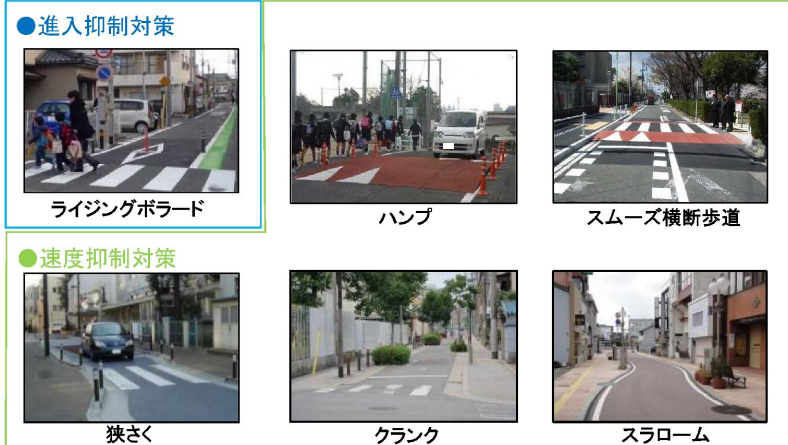 ●進入抑制対策
ライジングボラード
ハンプ
スムーズ横断歩道
●速度抑制対策
狭さく
クランク
スラローム